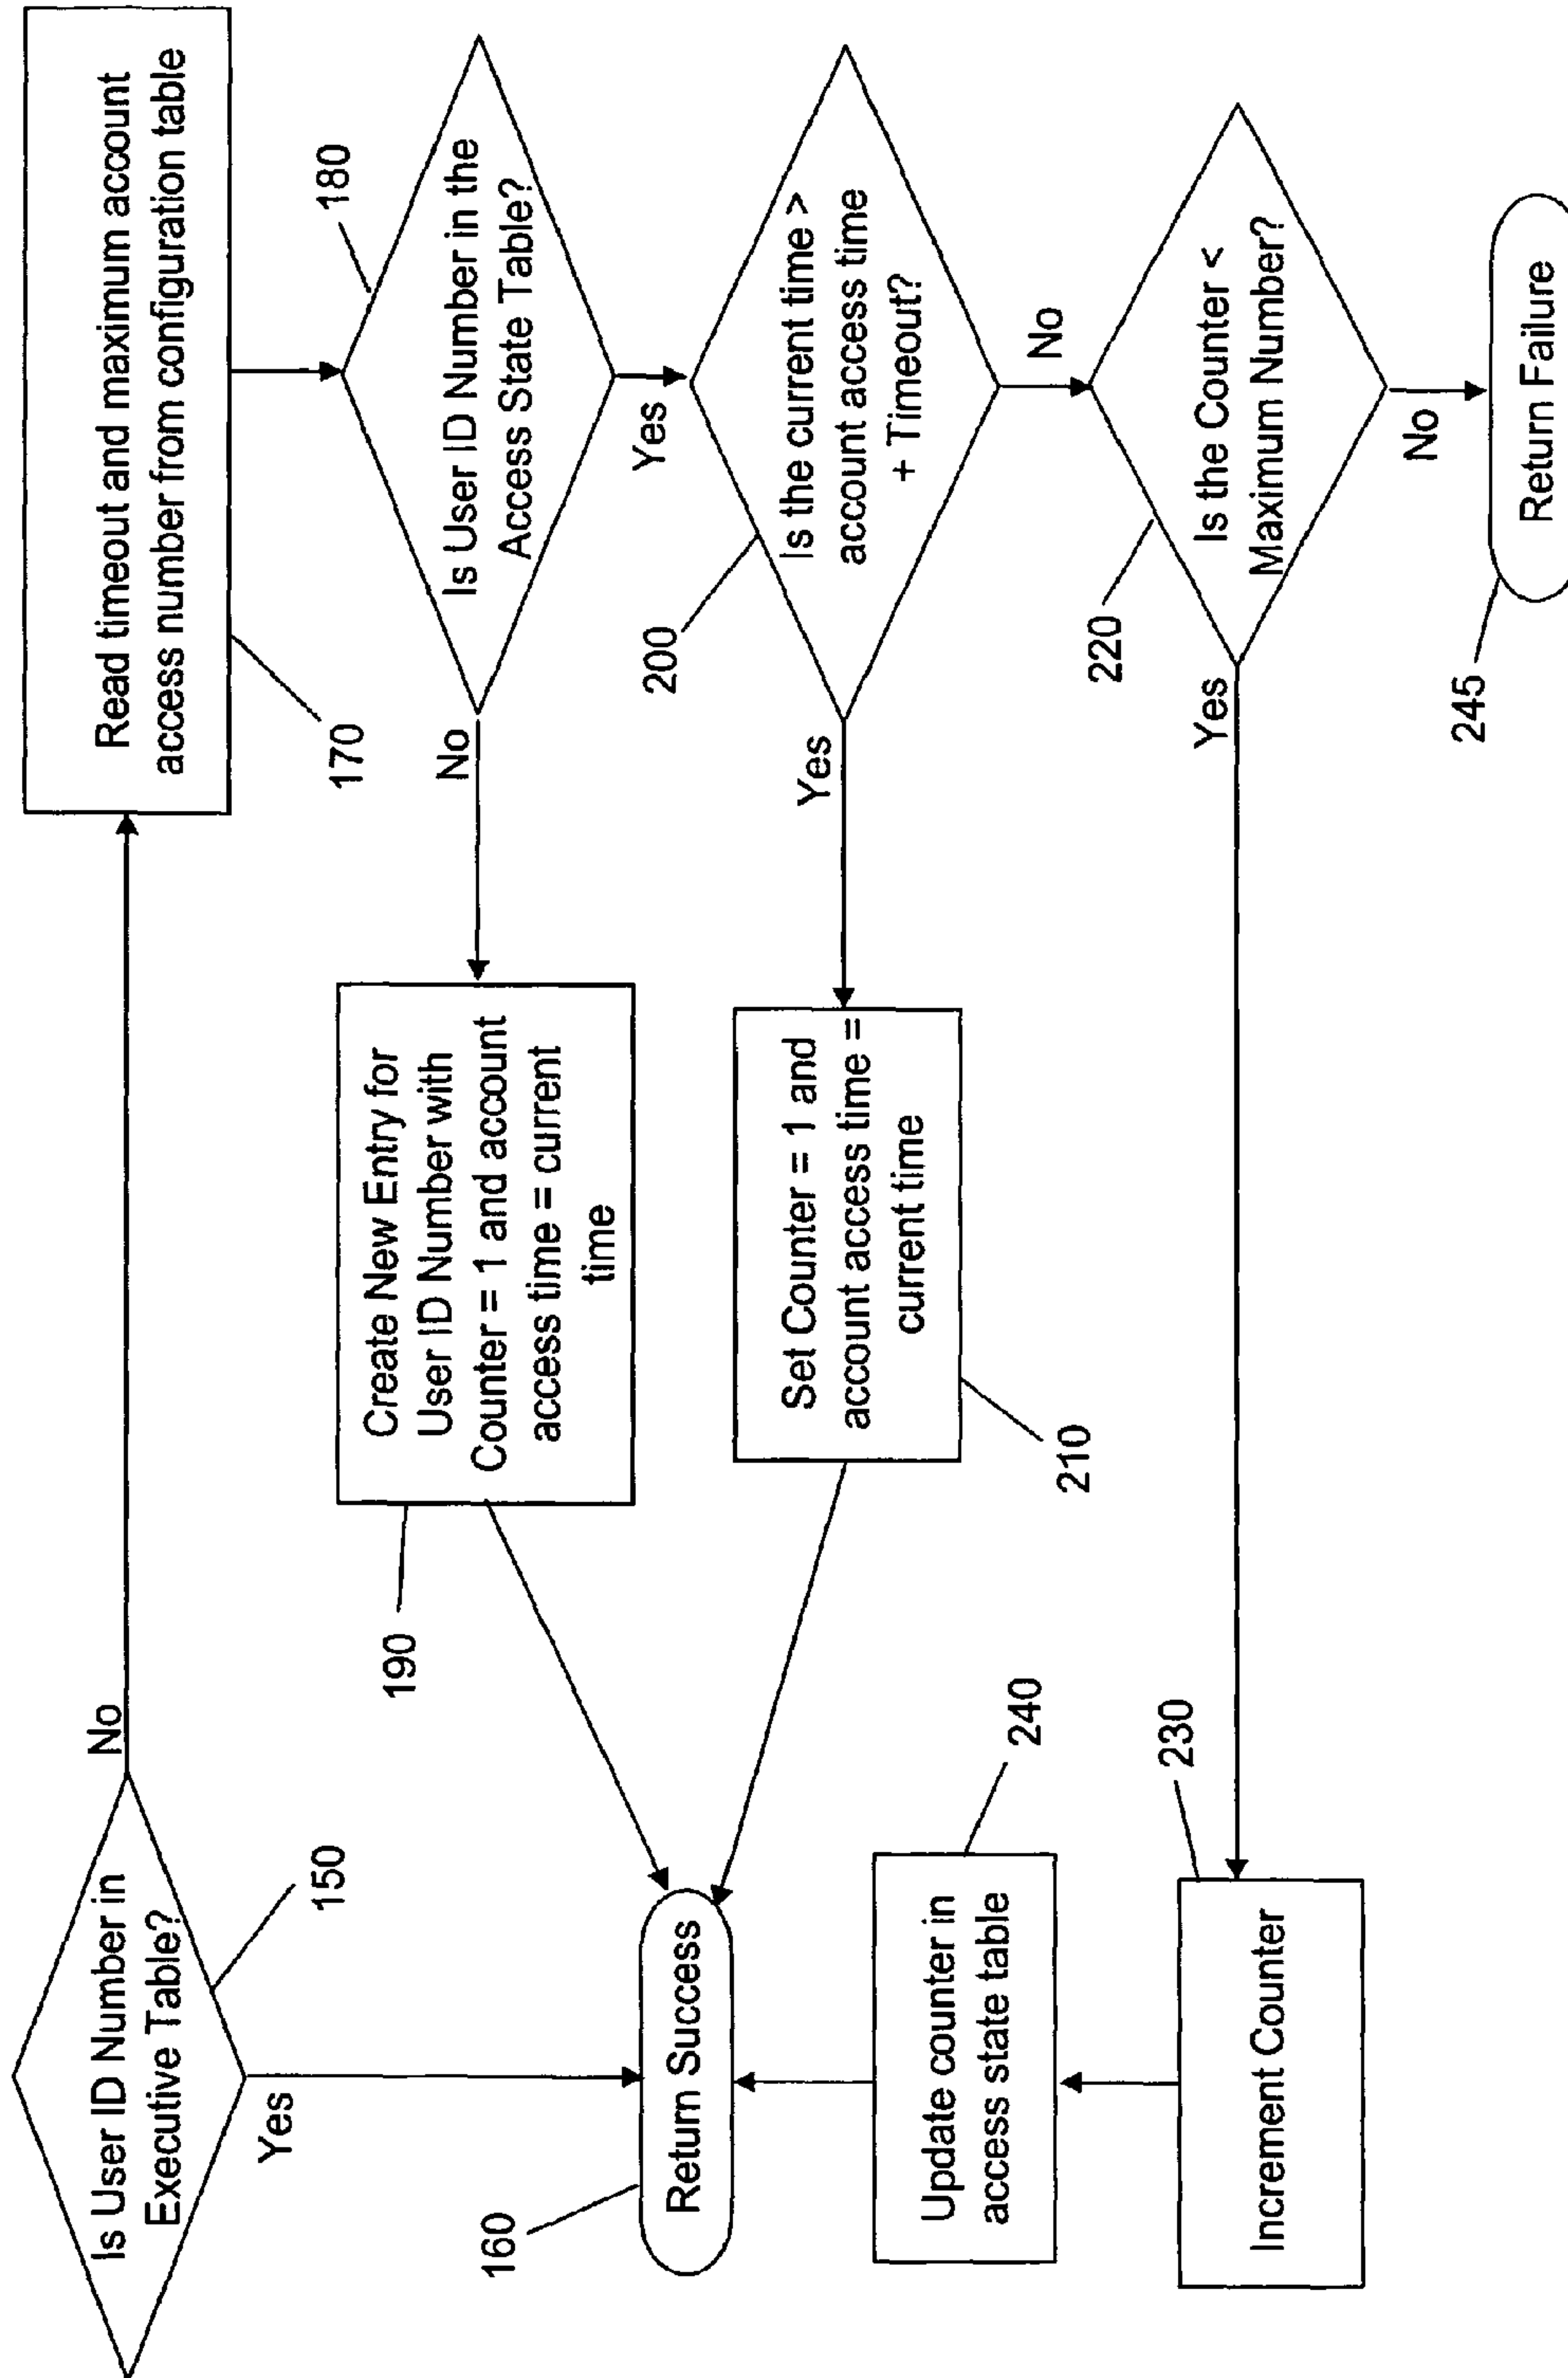 Is User ID Number in
Executive Table?
150
No
Yes
Read timeout and maximum account
access number from configuration table
170
Is User ID Number in the
Access State Table?
180
No
Yes
Create New Entry for
User ID Number with
Counter = 1 and account
access time = current
time
190
Return Success
160
Is the current time >
account access time
+ Timeout?
200
Yes
No
Set Counter = 1 and
account access time =
current time
210
Update counter in
access state table
240
Is the Counter <
Maximum Number?
220
Yes
No
Increment Counter
230
Return Failure
245